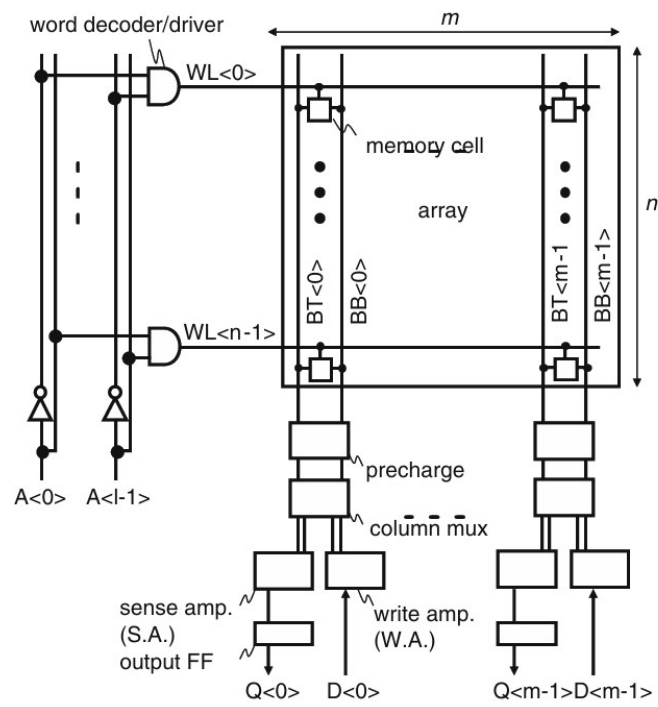 word decoder/driver
m
WL<0>
memory cell
n
array
BT<0>
BB<0>
BT<m-1
BB<m-1>
WL<n-1>
precharge
A<0>
A<l-1>
column mux
sense amp.
(S.A.)
output FF
write amp.
(W.A.)
Q<0>
D<0>
Q<m-1>
D<m-1>